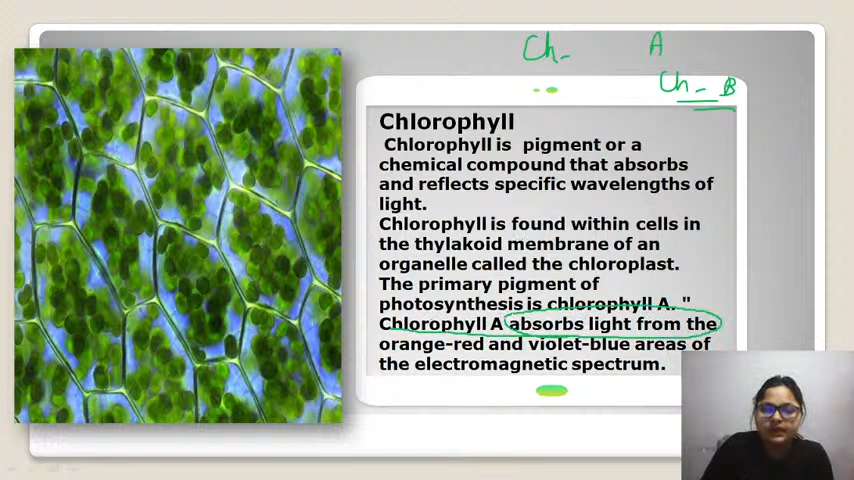 Ch- A
Ch- B
Chlorophyll
Chlorophyll is pigment or a
chemical compound that absorbs
and reflects specific wavelengths of
light.
Chlorophyll is found within cells in
the thylakoid membrane of an
organelle called the chloroplast.
The primary pigment of
photosynthesis is chlorophyll A. "
Chlorophyll A absorbs light from the
orange-red and violet-blue areas of
the electromagnetic spectrum.